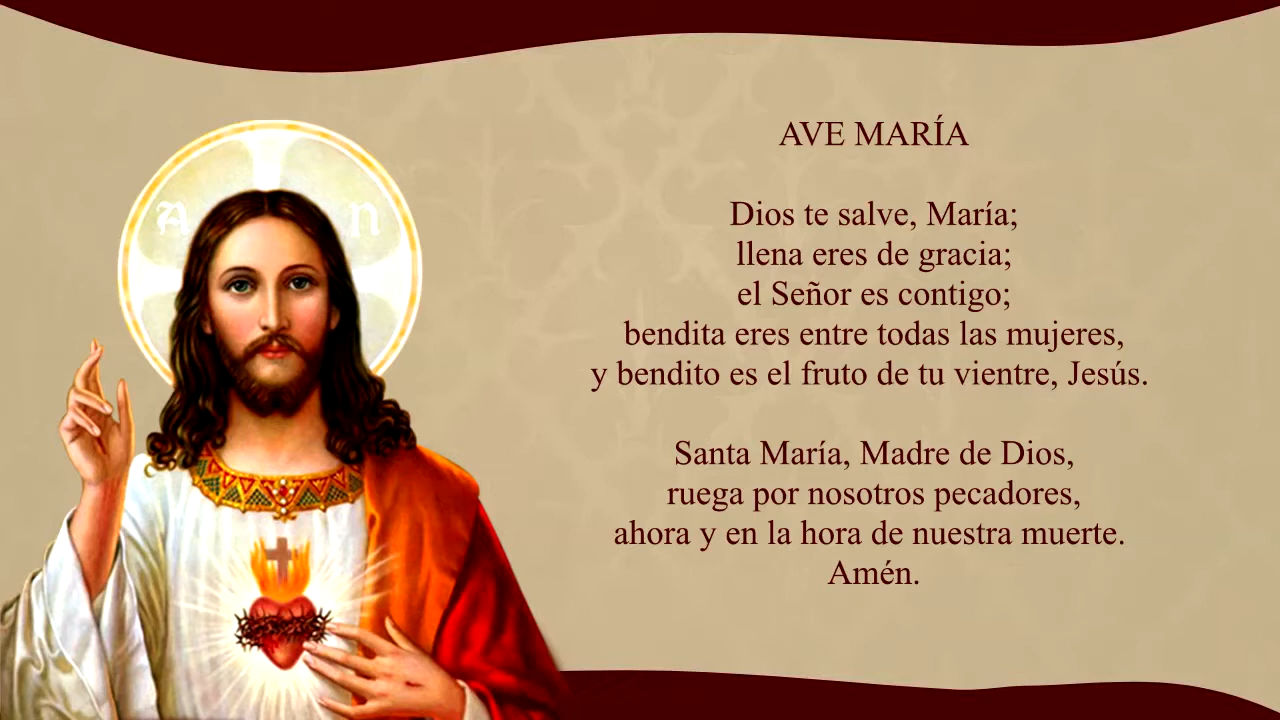 AVE MARÍA
Dios te salve, María;
llena eres de gracia;
el Señor es contigo;
bendita eres entre todas las mujeres,
y bendito es el fruto de tu vientre, Jesús.
Santa María, Madre de Dios,
ruega por nosotros pecadores,
ahora y en la hora de nuestra muerte.
Amén.